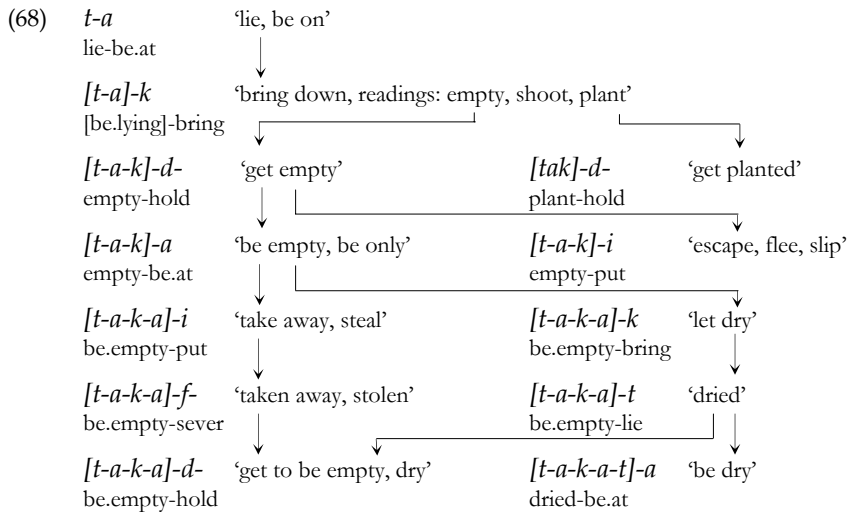 (68) t-a ‘lie, be on’
lie-be.at
[t-a]-k ‘bring down, readings: empty, shoot, plant’
[be.lying]-bring
[t-a-k]-d- ‘get empty’ [tak]-d- ‘get planted’
empty-hold plant-hold
[t-a-k]-a ‘be empty, be only’ [t-a-k]-i ‘escape, flee, slip’
empty-be.at empty-put
[t-a-k-a]-i ‘take away, steal’ [t-a-k-a]-k ‘let dry’
be.empty-put be.empty-bring
[t-a-k-a]-f- ‘taken away, stolen’ [t-a-k-a]-t ‘dried’
be.empty-sever be.empty-lie
[t-a-k-a]-d- ‘get to be empty, dry’ [t-a-k-a-t]-a ‘be dry’
be.empty-hold dried-be.at